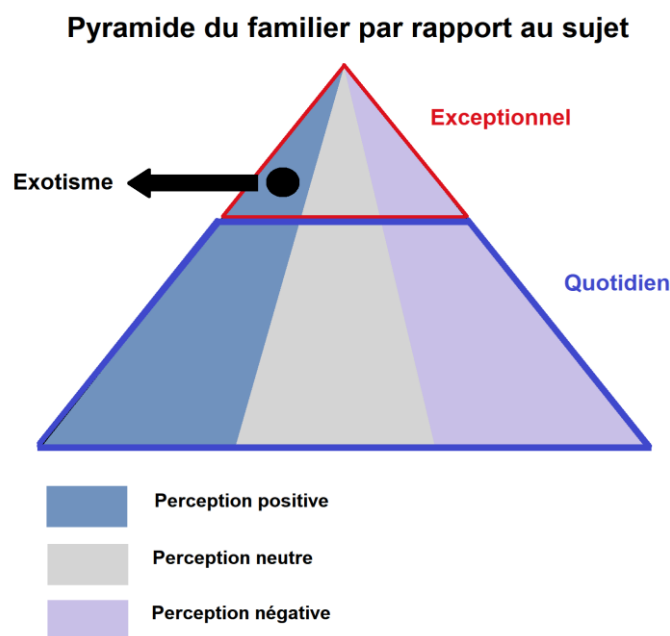 Pyramide du familier par rapport au sujet
Exceptionnel
Exotisme
Quotidien
Perception positive
Perception neutre
Perception négative